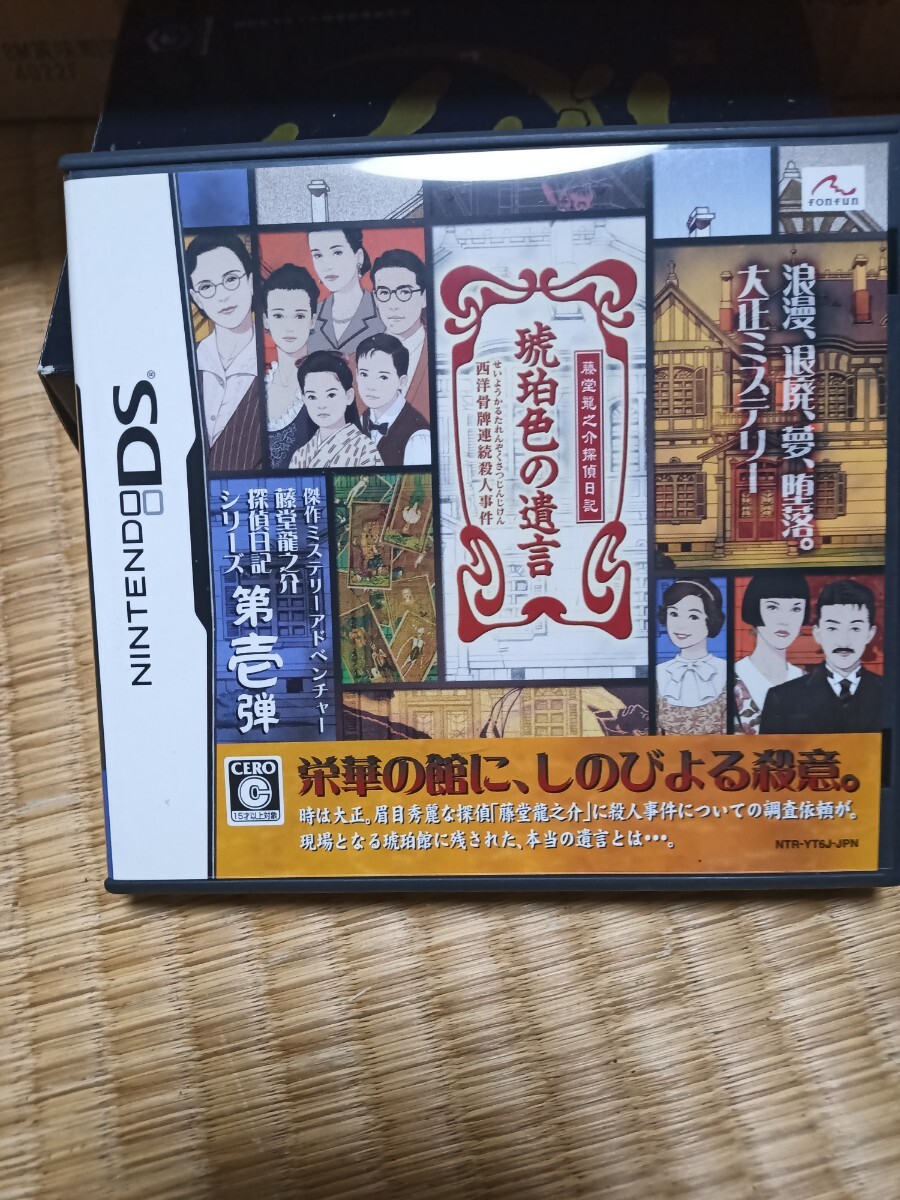 40221
NINTENDO DS®
fonfun
浪漫、退廃、夢、堕落。
大正ミステリー
藤堂龍之介探偵日記
琥珀色の遺言
せいようかるたれんぞくさつじんじけん
西洋骨牌連続殺人事件
傑作ミステリーアドベンチャー
藤堂龍之介
探偵日記
シリーズ
第壱弾
CERO
C
15才以上対象
栄華の館に、しのびよる殺意。
時は大正。眉目秀麗な探偵「藤堂龍之介」に殺人事件についての調査依頼が。
現場となる琥珀館に残された、本当の遺言とは・・・。
NTR-YT6J-JPN